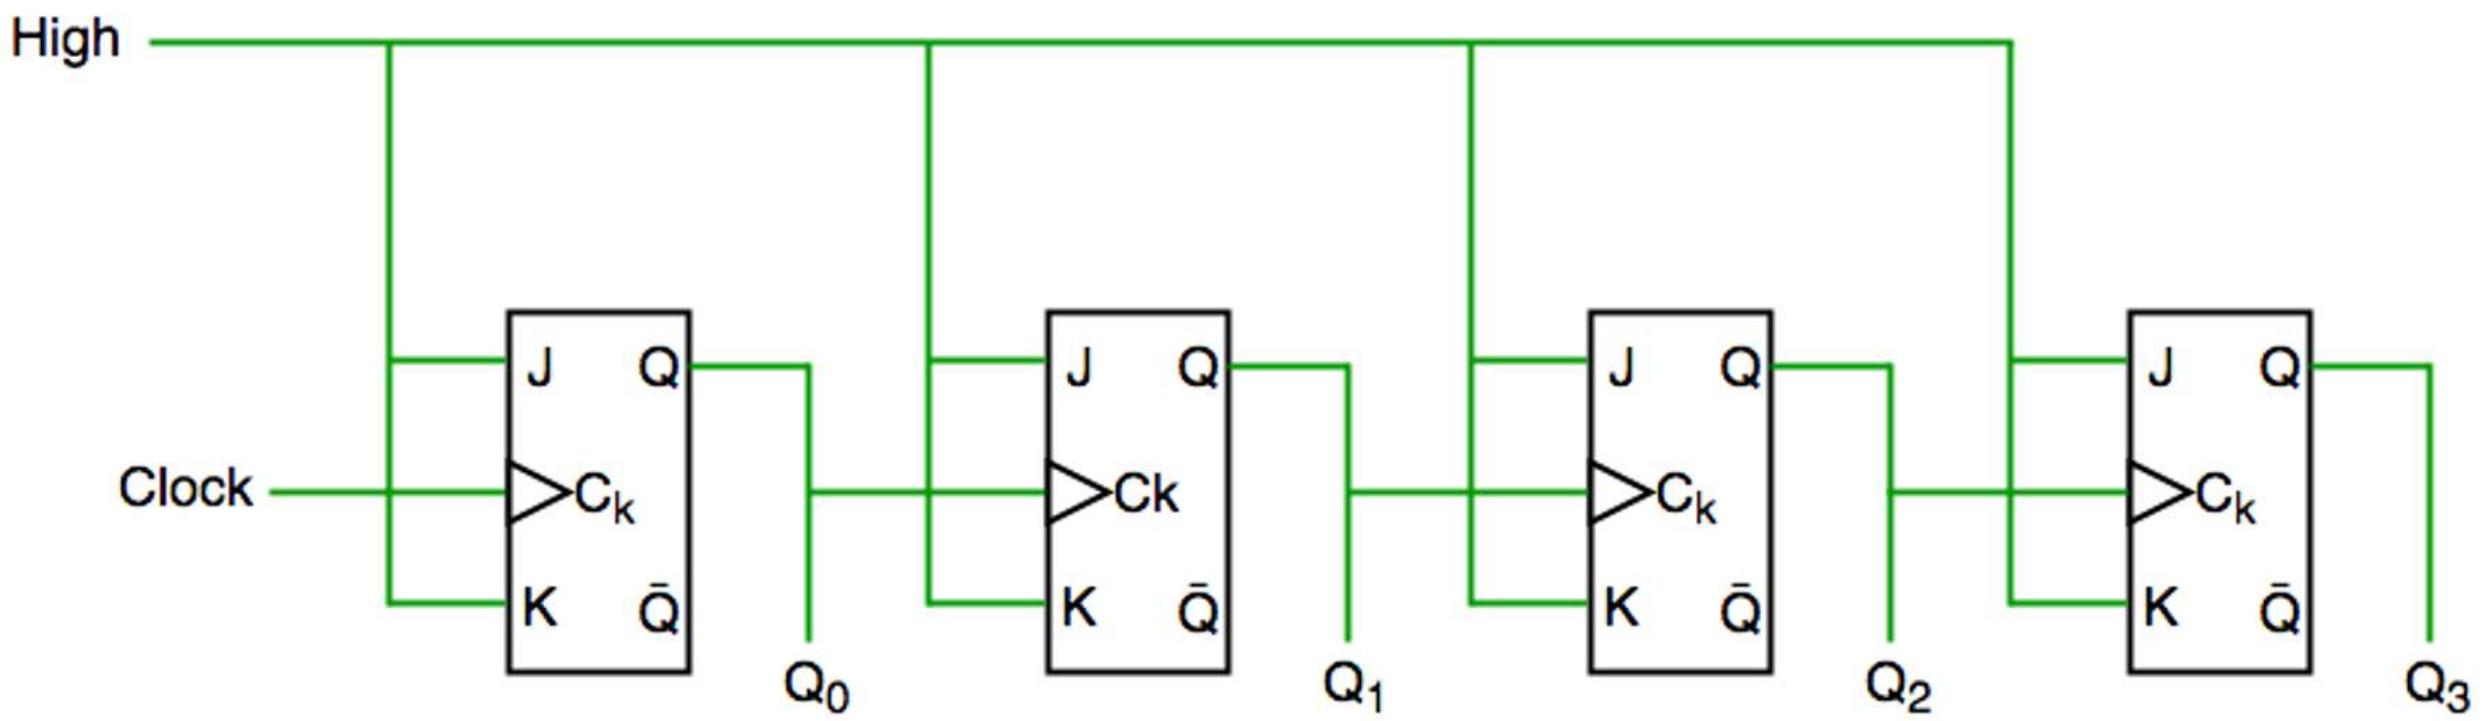 High
J Q J Q J Q J Q
Clock Cₖ Ck Cₖ Cₖ
K Q̄ K Q̄ K Q̄ K Q̄
Q₀ Q₁ Q₂ Q₃